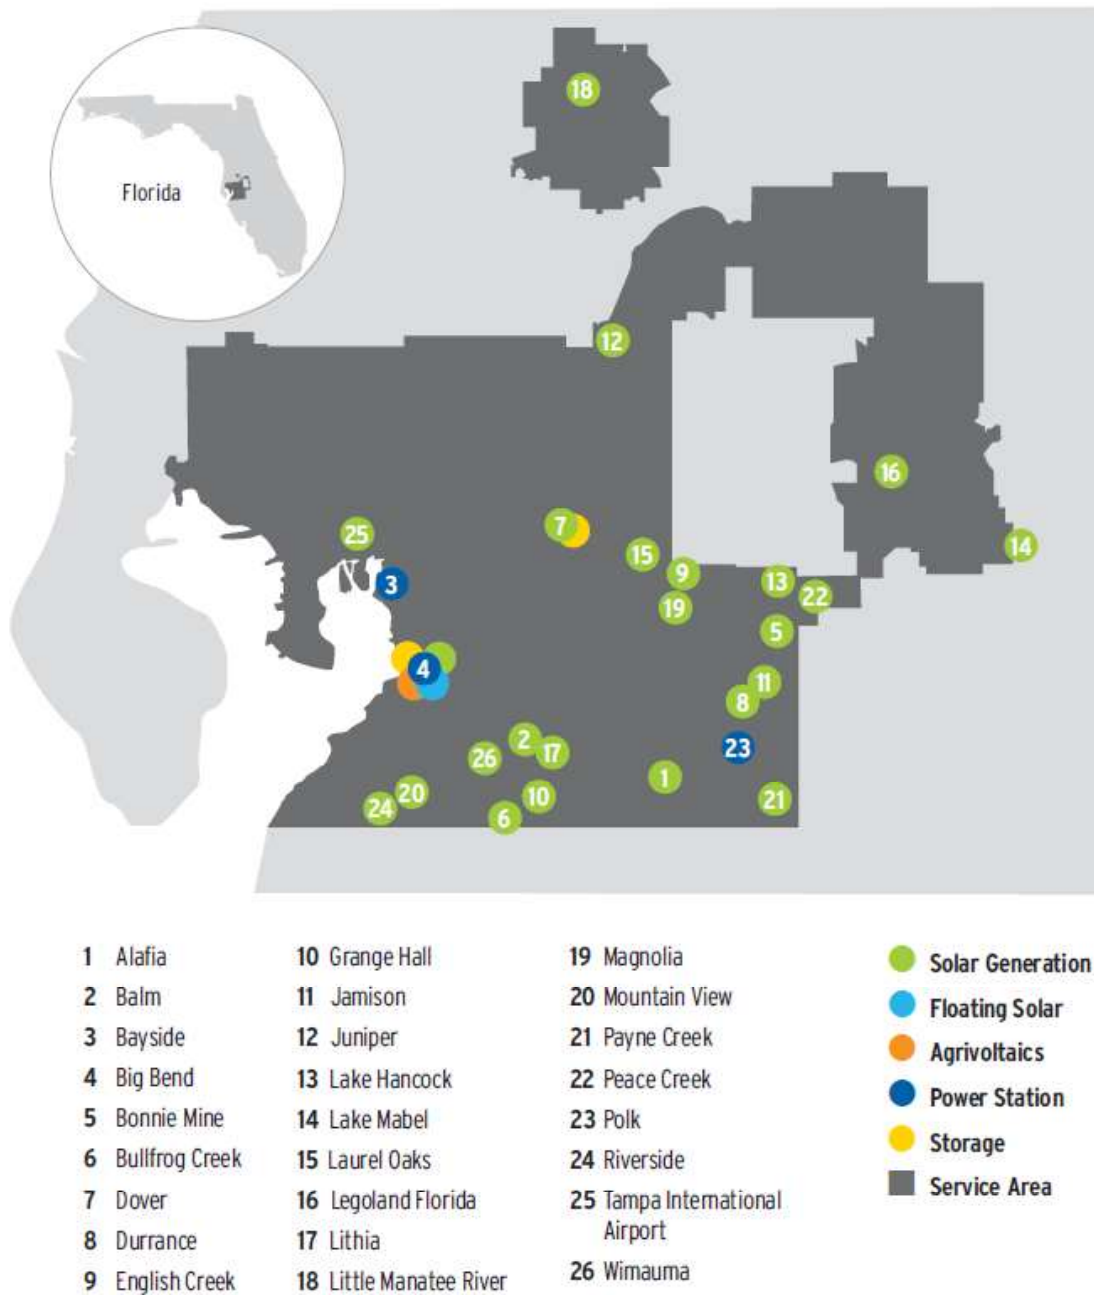 Florida
18
12
16
7
25
15
14
9
13
3
22
19
5
4
11
8
2
23
17
26
1
20
10
21
24
6
1 Alafia
2 Balm
3 Bayside
4 Big Bend
5 Bonnie Mine
6 Bullfrog Creek
7 Dover
8 Durrance
9 English Creek
10 Grange Hall
11 Jamison
12 Juniper
13 Lake Hancock
14 Lake Mabel
15 Laurel Oaks
16 Legoland Florida
17 Lithia
18 Little Manatee River
19 Magnolia
20 Mountain View
21 Payne Creek
22 Peace Creek
23 Polk
24 Riverside
25 Tampa International
Airport
26 Wimauma
Solar Generation
Floating Solar
Agrivoltaics
Power Station
Storage
Service Area